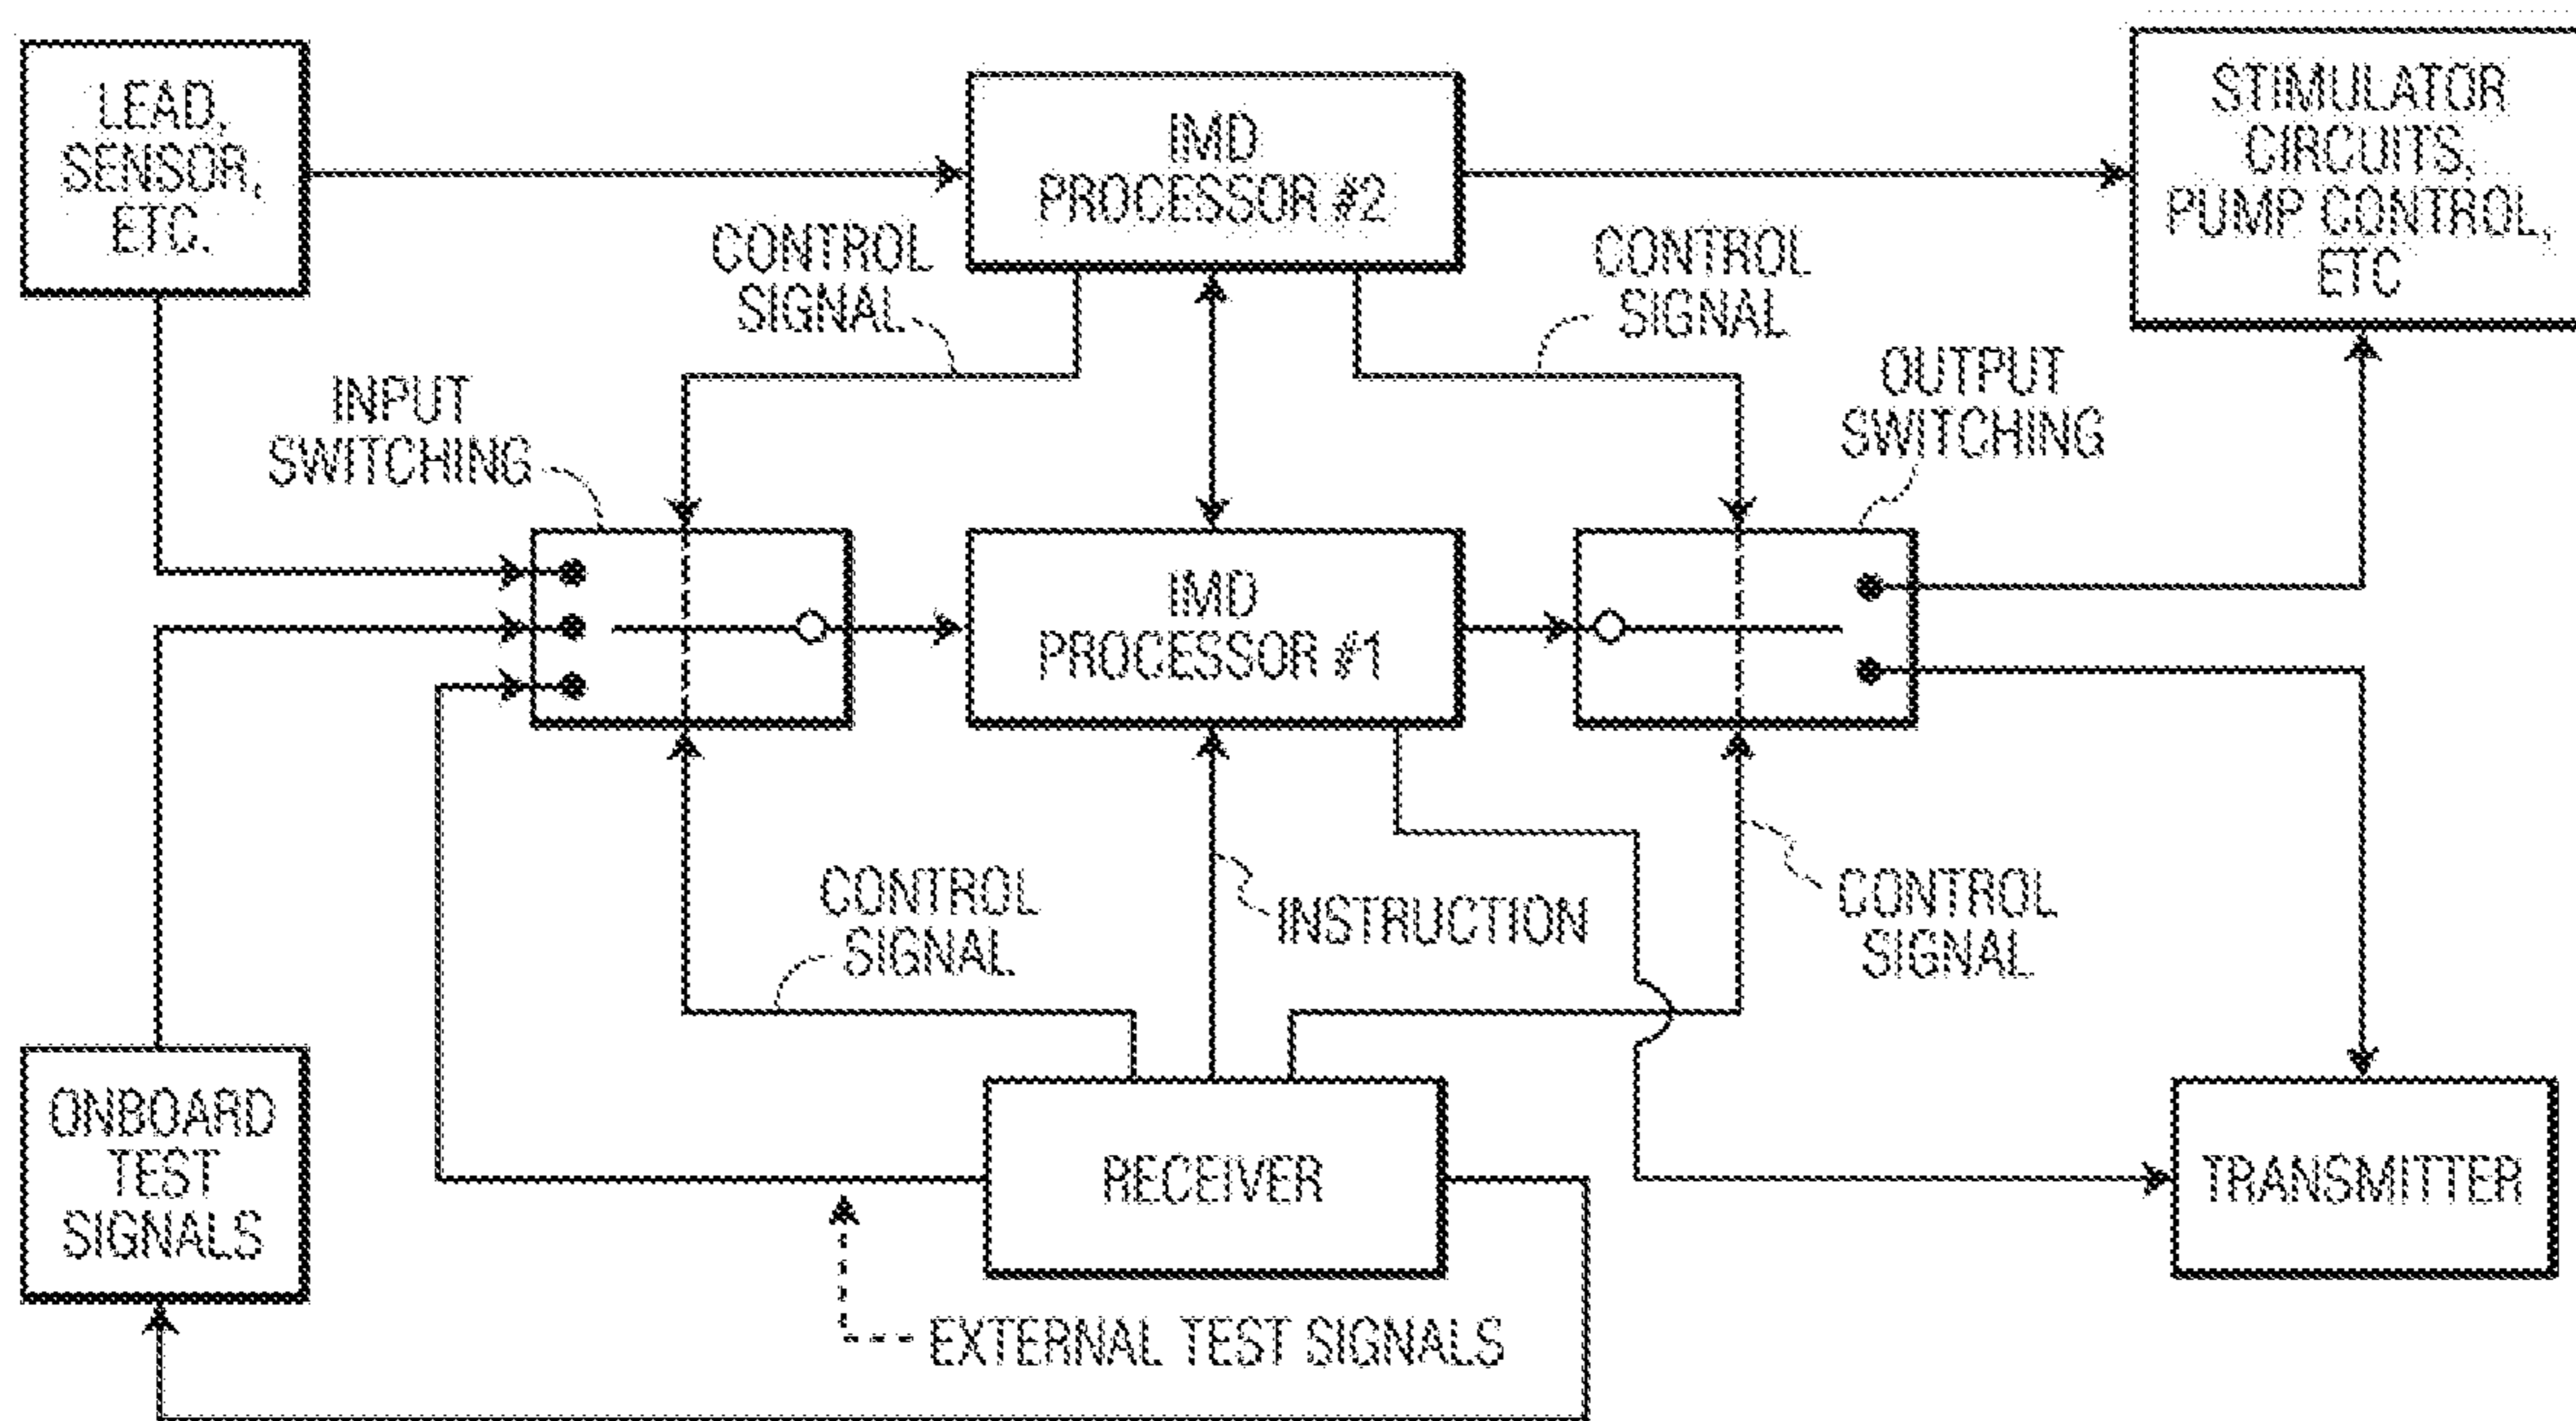 LEAD,
SENSOR,
ETC.
IMD
PROCESSOR #2
STIMULATOR
CIRCUITS,
PUMP CONTROL,
ETC
CONTROL
SIGNAL
CONTROL
SIGNAL
INPUT
SWITCHING
OUTPUT
SWITCHING
IMD
PROCESSOR #1
CONTROL
SIGNAL
INSTRUCTION
CONTROL
SIGNAL
ONBOARD
TEST
SIGNALS
RECEIVER
TRANSMITTER
EXTERNAL TEST SIGNALS